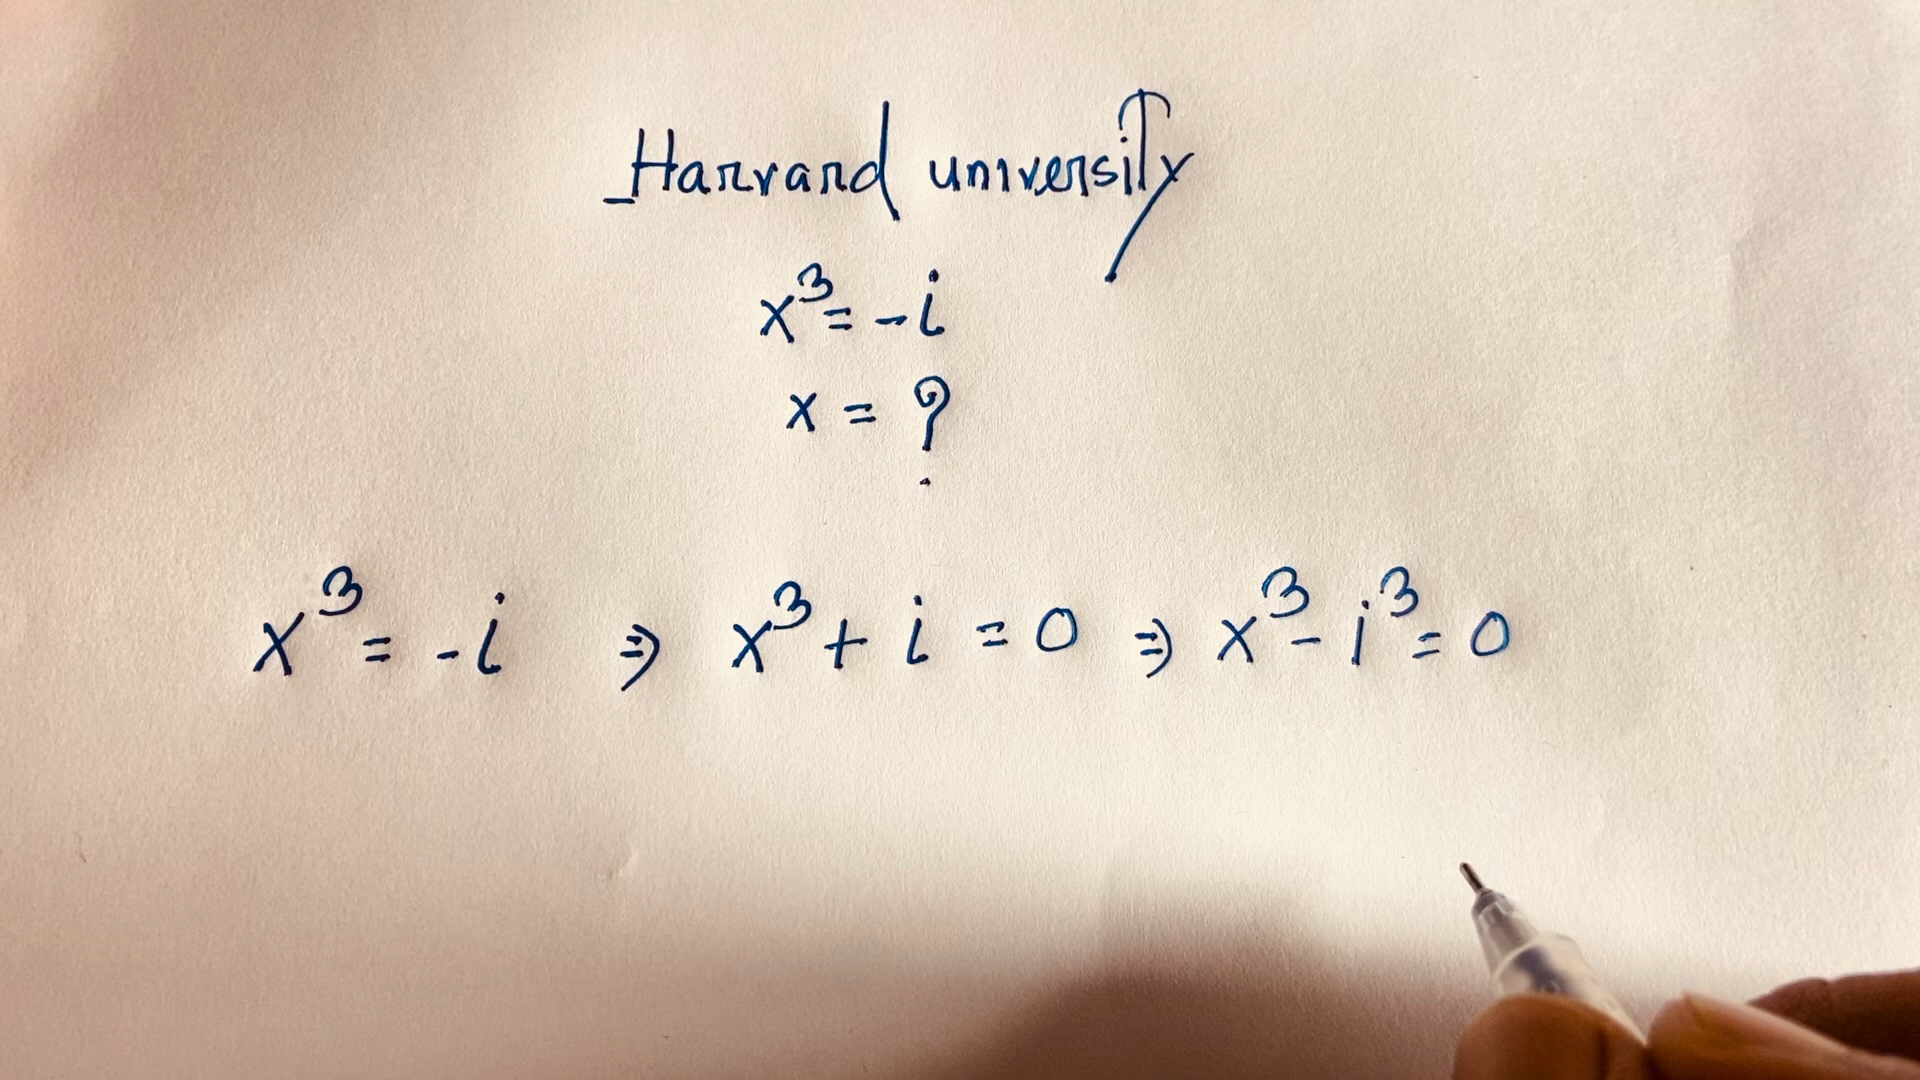 Harvard university
x³ = -i
x = ?
x³ = -i ⇒ x³ + i = 0 ⇒ x³ - i³ = 0